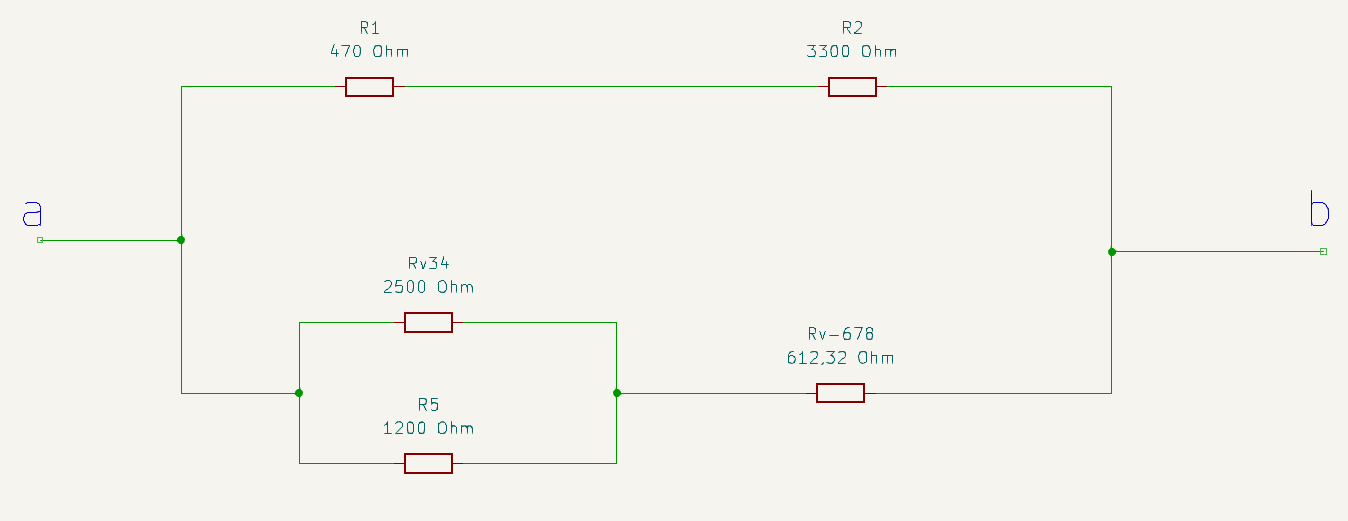 R1
470 Ohm
R2
3300 Ohm
a
b
Rv34
2500 Ohm
Rv-678
612,32 Ohm
R5
1200 Ohm